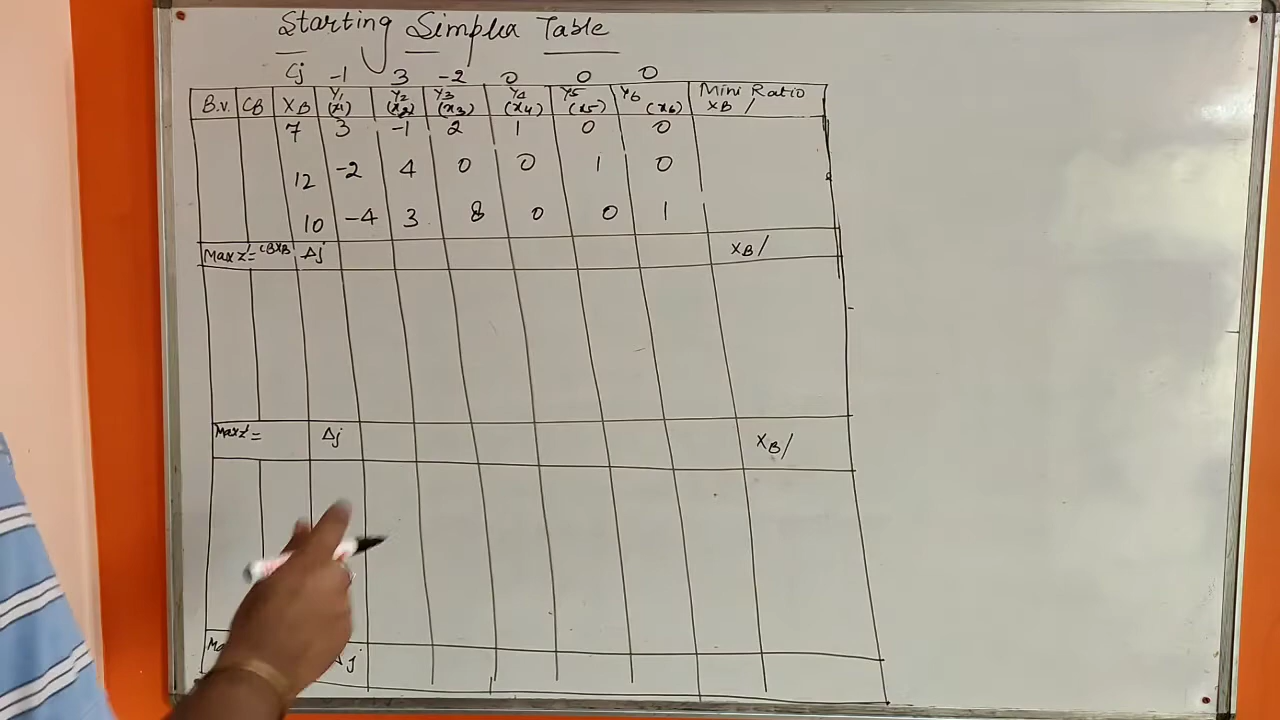 Starting Simplex Table
Cj -1 3 -2 0 0 0
B.V. CB XB Y1 (x1) Y2 (x2) Y3 (x3) Y4 (x4) Y5 (x5) Y6 (x6) Mini Ratio XB/
7 3 -1 2 1 0 0
12 -2 4 0 0 1 0
10 -4 3 8 0 0 1
Max z' = CBXB Δj XB/
Max z' = Δj XB/
Δj